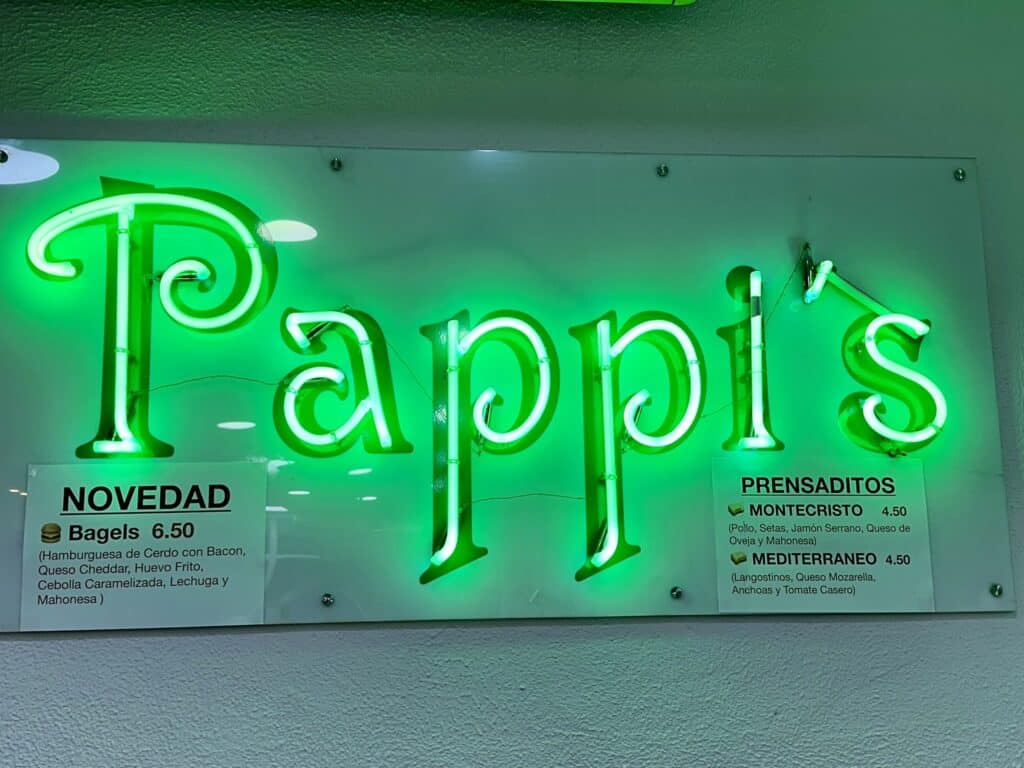 Pappi's
NOVEDAD
Bagels 6.50
(Hamburguesa de Cerdo con Bacon,
Queso Cheddar, Huevo Frito,
Cebolla Caramelizada, Lechuga y
Mahonesa )
PRENSADITOS
MONTECRISTO 4.50
(Pollo, Setas, Jamón Serrano, Queso de
Oveja y Mahonesa)
MEDITERRANEO 4.50
(Langostinos, Queso Mozarella,
Anchoas y Tomate Casero)